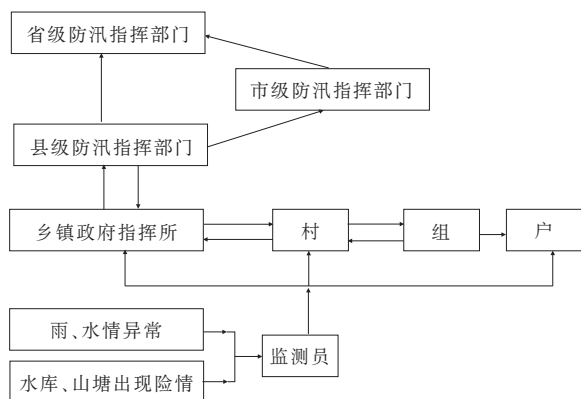 省级防汛指挥部门
市级防汛指挥部门
县级防汛指挥部门
乡镇政府指挥所
村
组
户
雨、水情异常
监测员
水库、山塘出现险情